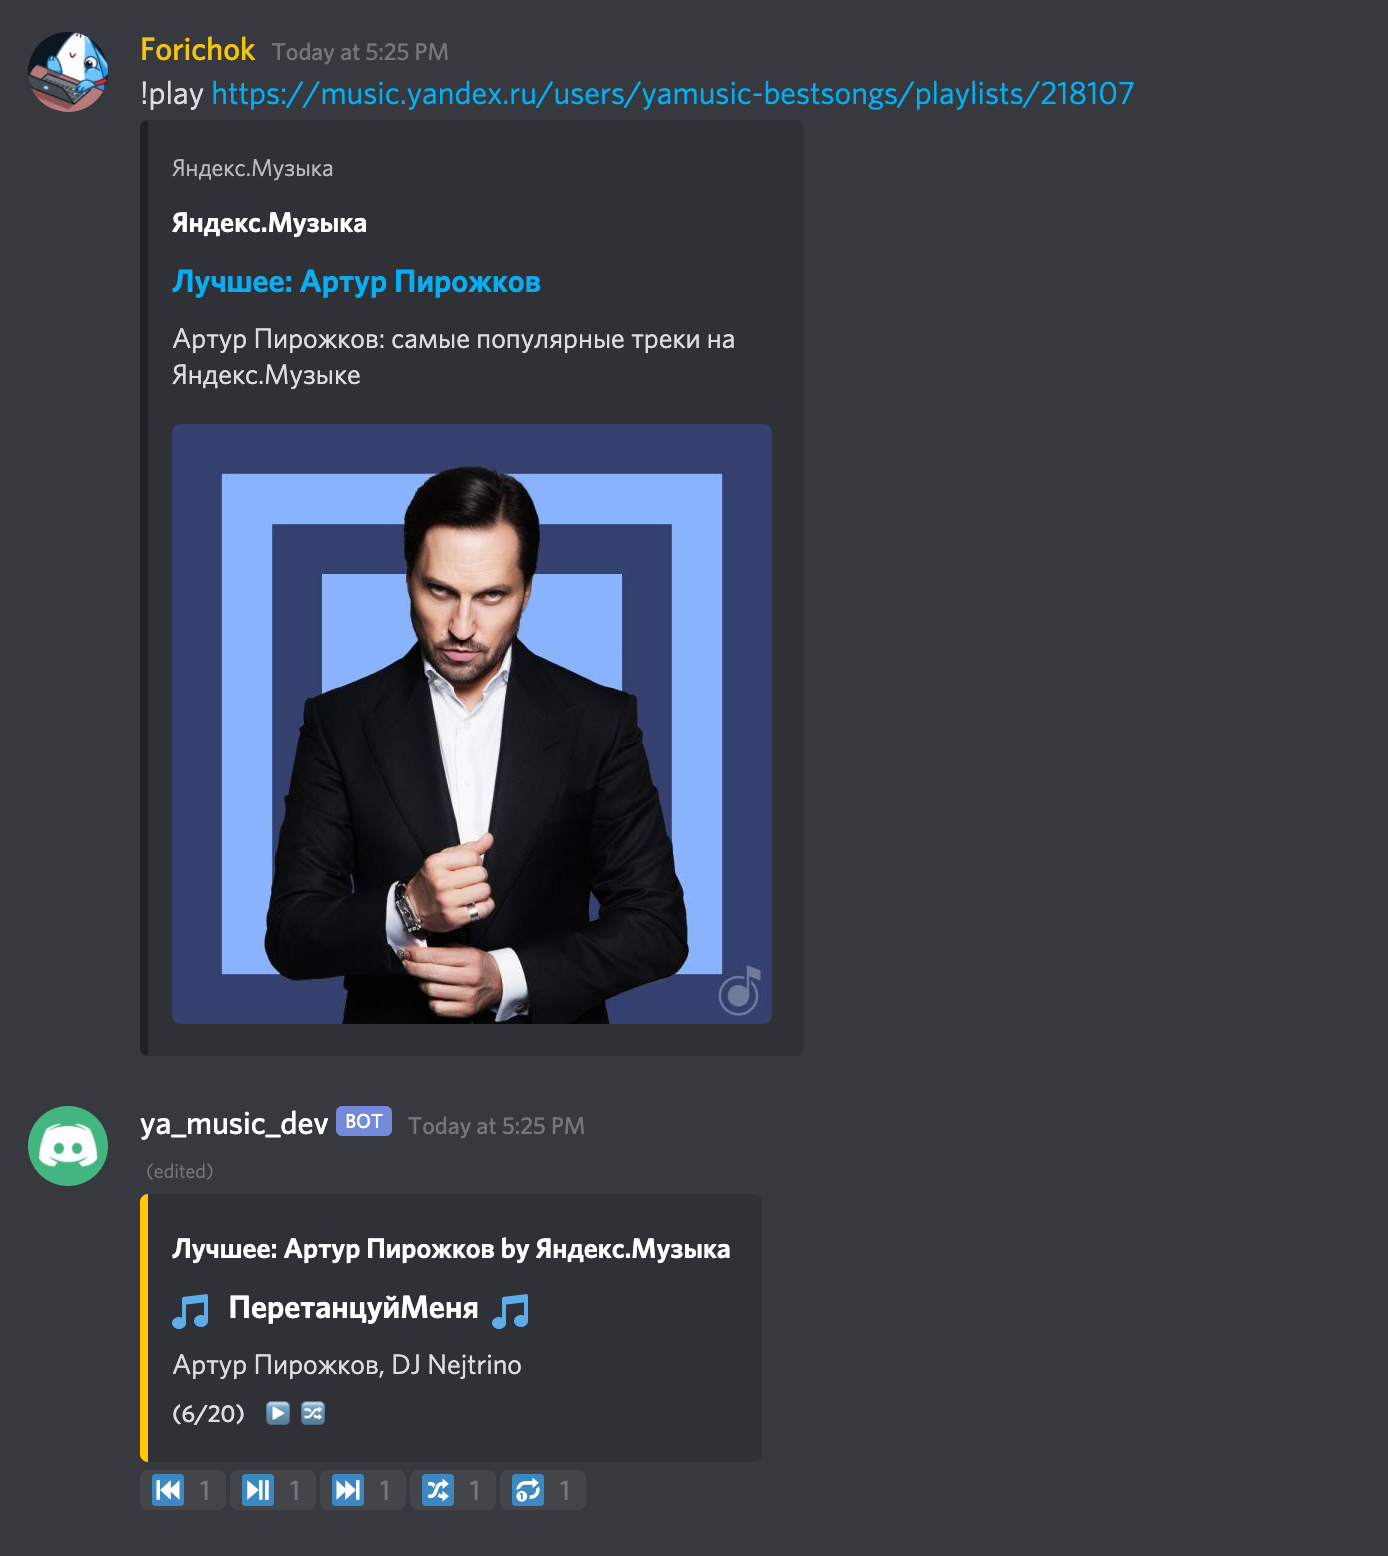 Forichok Today at 5:25 PM
!play https://music.yandex.ru/users/yamusic-bestsongs/playlists/218107
Яндекс.Музыка
Яндекс.Музыка
Лучшее: Артур Пирожков
Артур Пирожков: самые популярные треки на
Яндекс.Музыке
ya_music_dev BOT Today at 5:25 PM
(edited)
Лучшее: Артур Пирожков by Яндекс.Музыка
ПеретанцуйМеня
Артур Пирожков, DJ Nejtrino
(6/20)
1 1 1 1 1